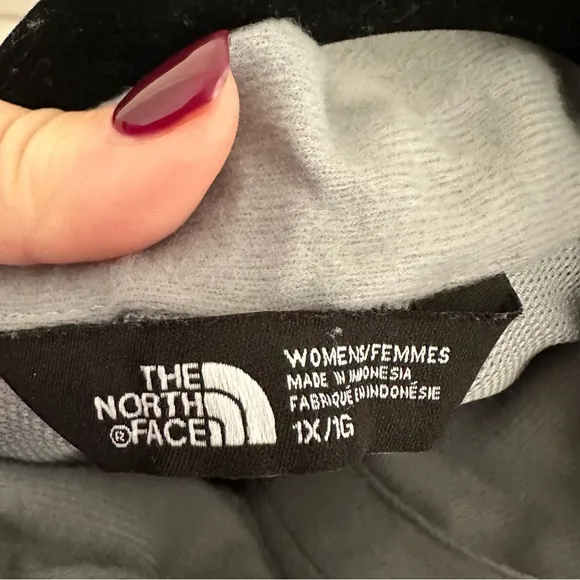 THE
NORTH
®FACE
WOMENS/FEMMES
MADE IN INDONESIA
FABRIQUÉ EN INDONÉSIE
1X/1G